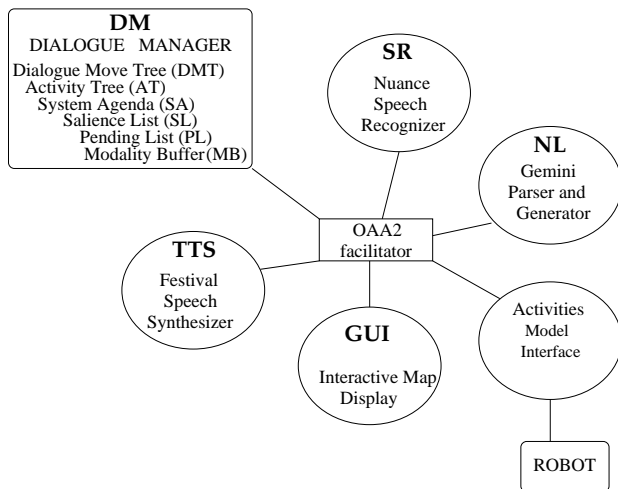 DM
DIALOGUE MANAGER
Dialogue Move Tree (DMT)
Activity Tree (AT)
System Agenda (SA)
Salience List (SL)
Pending List (PL)
Modality Buffer (MB)
SR
Nuance
Speech
Recognizer
NL
Gemini
Parser and
Generator
OAA2
facilitator
TTS
Festival
Speech
Synthesizer
GUI
Interactive Map
Display
Activities
Model
Interface
ROBOT